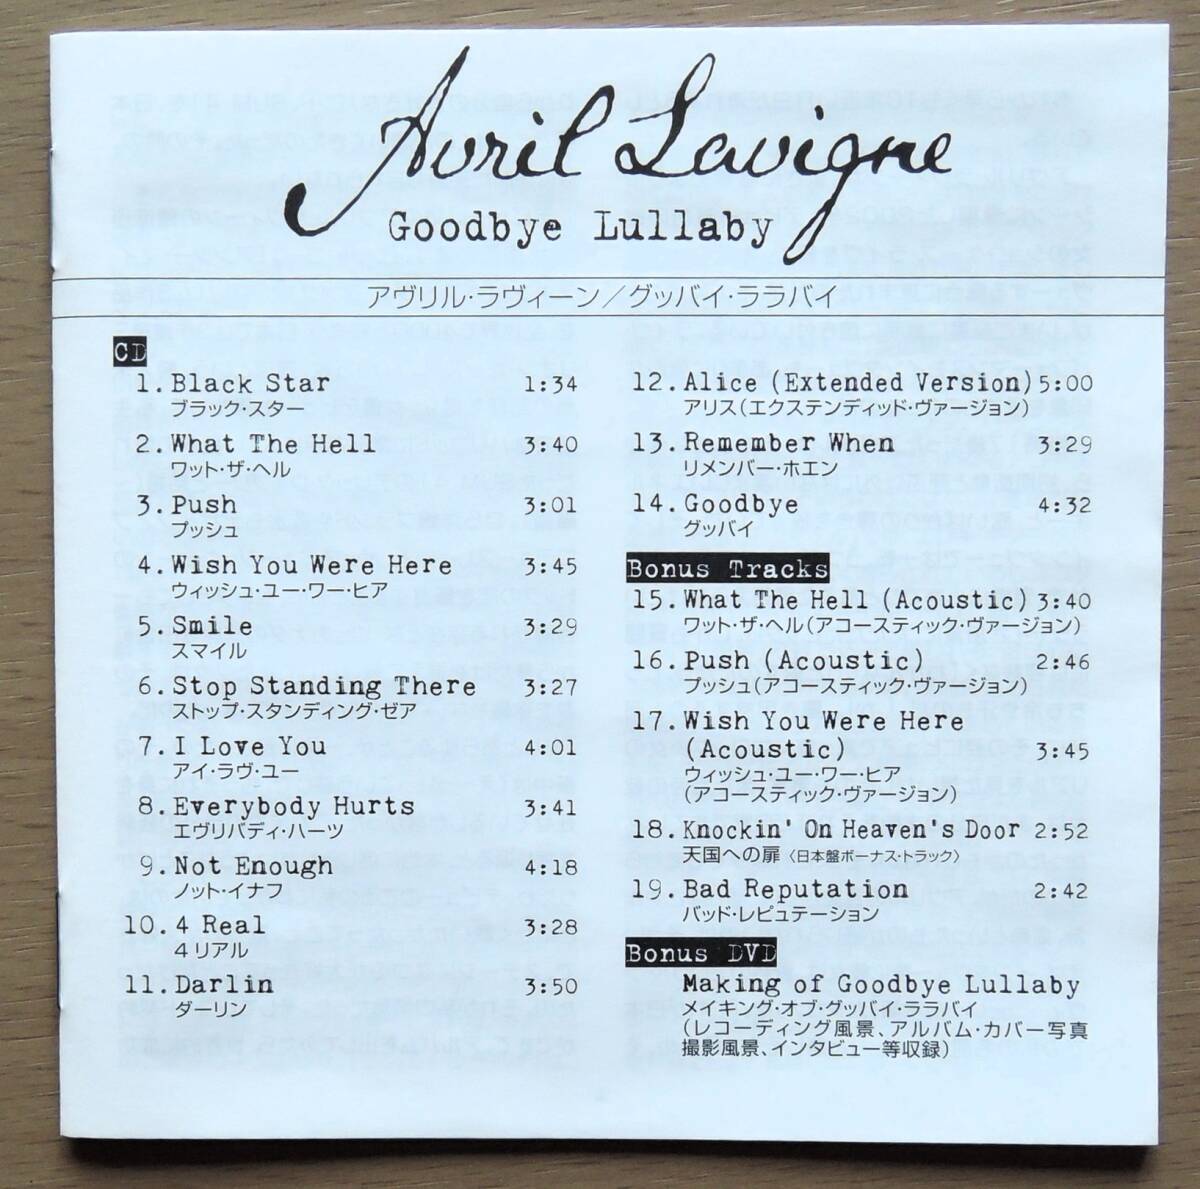 Avril Lavigne
Goodbye Lullaby
アヴリル・ラヴィーン／グッバイ・ララバイ
CD
1. Black Star 1:34
ブラック・スター
2. What The Hell 3:40
ワット・ザ・ヘル
3. Push 3:01
プッシュ
4. Wish You Were Here 3:45
ウィッシュ・ユー・ワー・ヒア
5. Smile 3:29
スマイル
6. Stop Standing There 3:27
ストップ・スタンディング・ゼア
7. I Love You 4:01
アイ・ラヴ・ユー
8. Everybody Hurts 3:41
エヴリバディ・ハーツ
9. Not Enough 4:18
ノット・イナフ
10. 4 Real 3:28
4リアル
11. Darlin 3:50
ダーリン
12. Alice (Extended Version) 5:00
アリス（エクステンディッド・ヴァージョン）
13. Remember When 3:29
リメンバー・ホエン
14. Goodbye 4:32
グッバイ
Bonus Tracks
15. What The Hell (Acoustic) 3:40
ワット・ザ・ヘル（アコースティック・ヴァージョン）
16. Push (Acoustic) 2:46
プッシュ（アコースティック・ヴァージョン）
17. Wish You Were Here
(Acoustic) 3:45
ウィッシュ・ユー・ワー・ヒア
（アコースティック・ヴァージョン）
18. Knockin' On Heaven's Door 2:52
天国への扉〈日本盤ボーナス・トラック〉
19. Bad Reputation 2:42
バッド・レピュテーション
Bonus DVD
Making of Goodbye Lullaby
メイキング・オブ・グッバイ・ララバイ
（レコーディング風景、アルバム・カバー写真
撮影風景、インタビュー等収録）